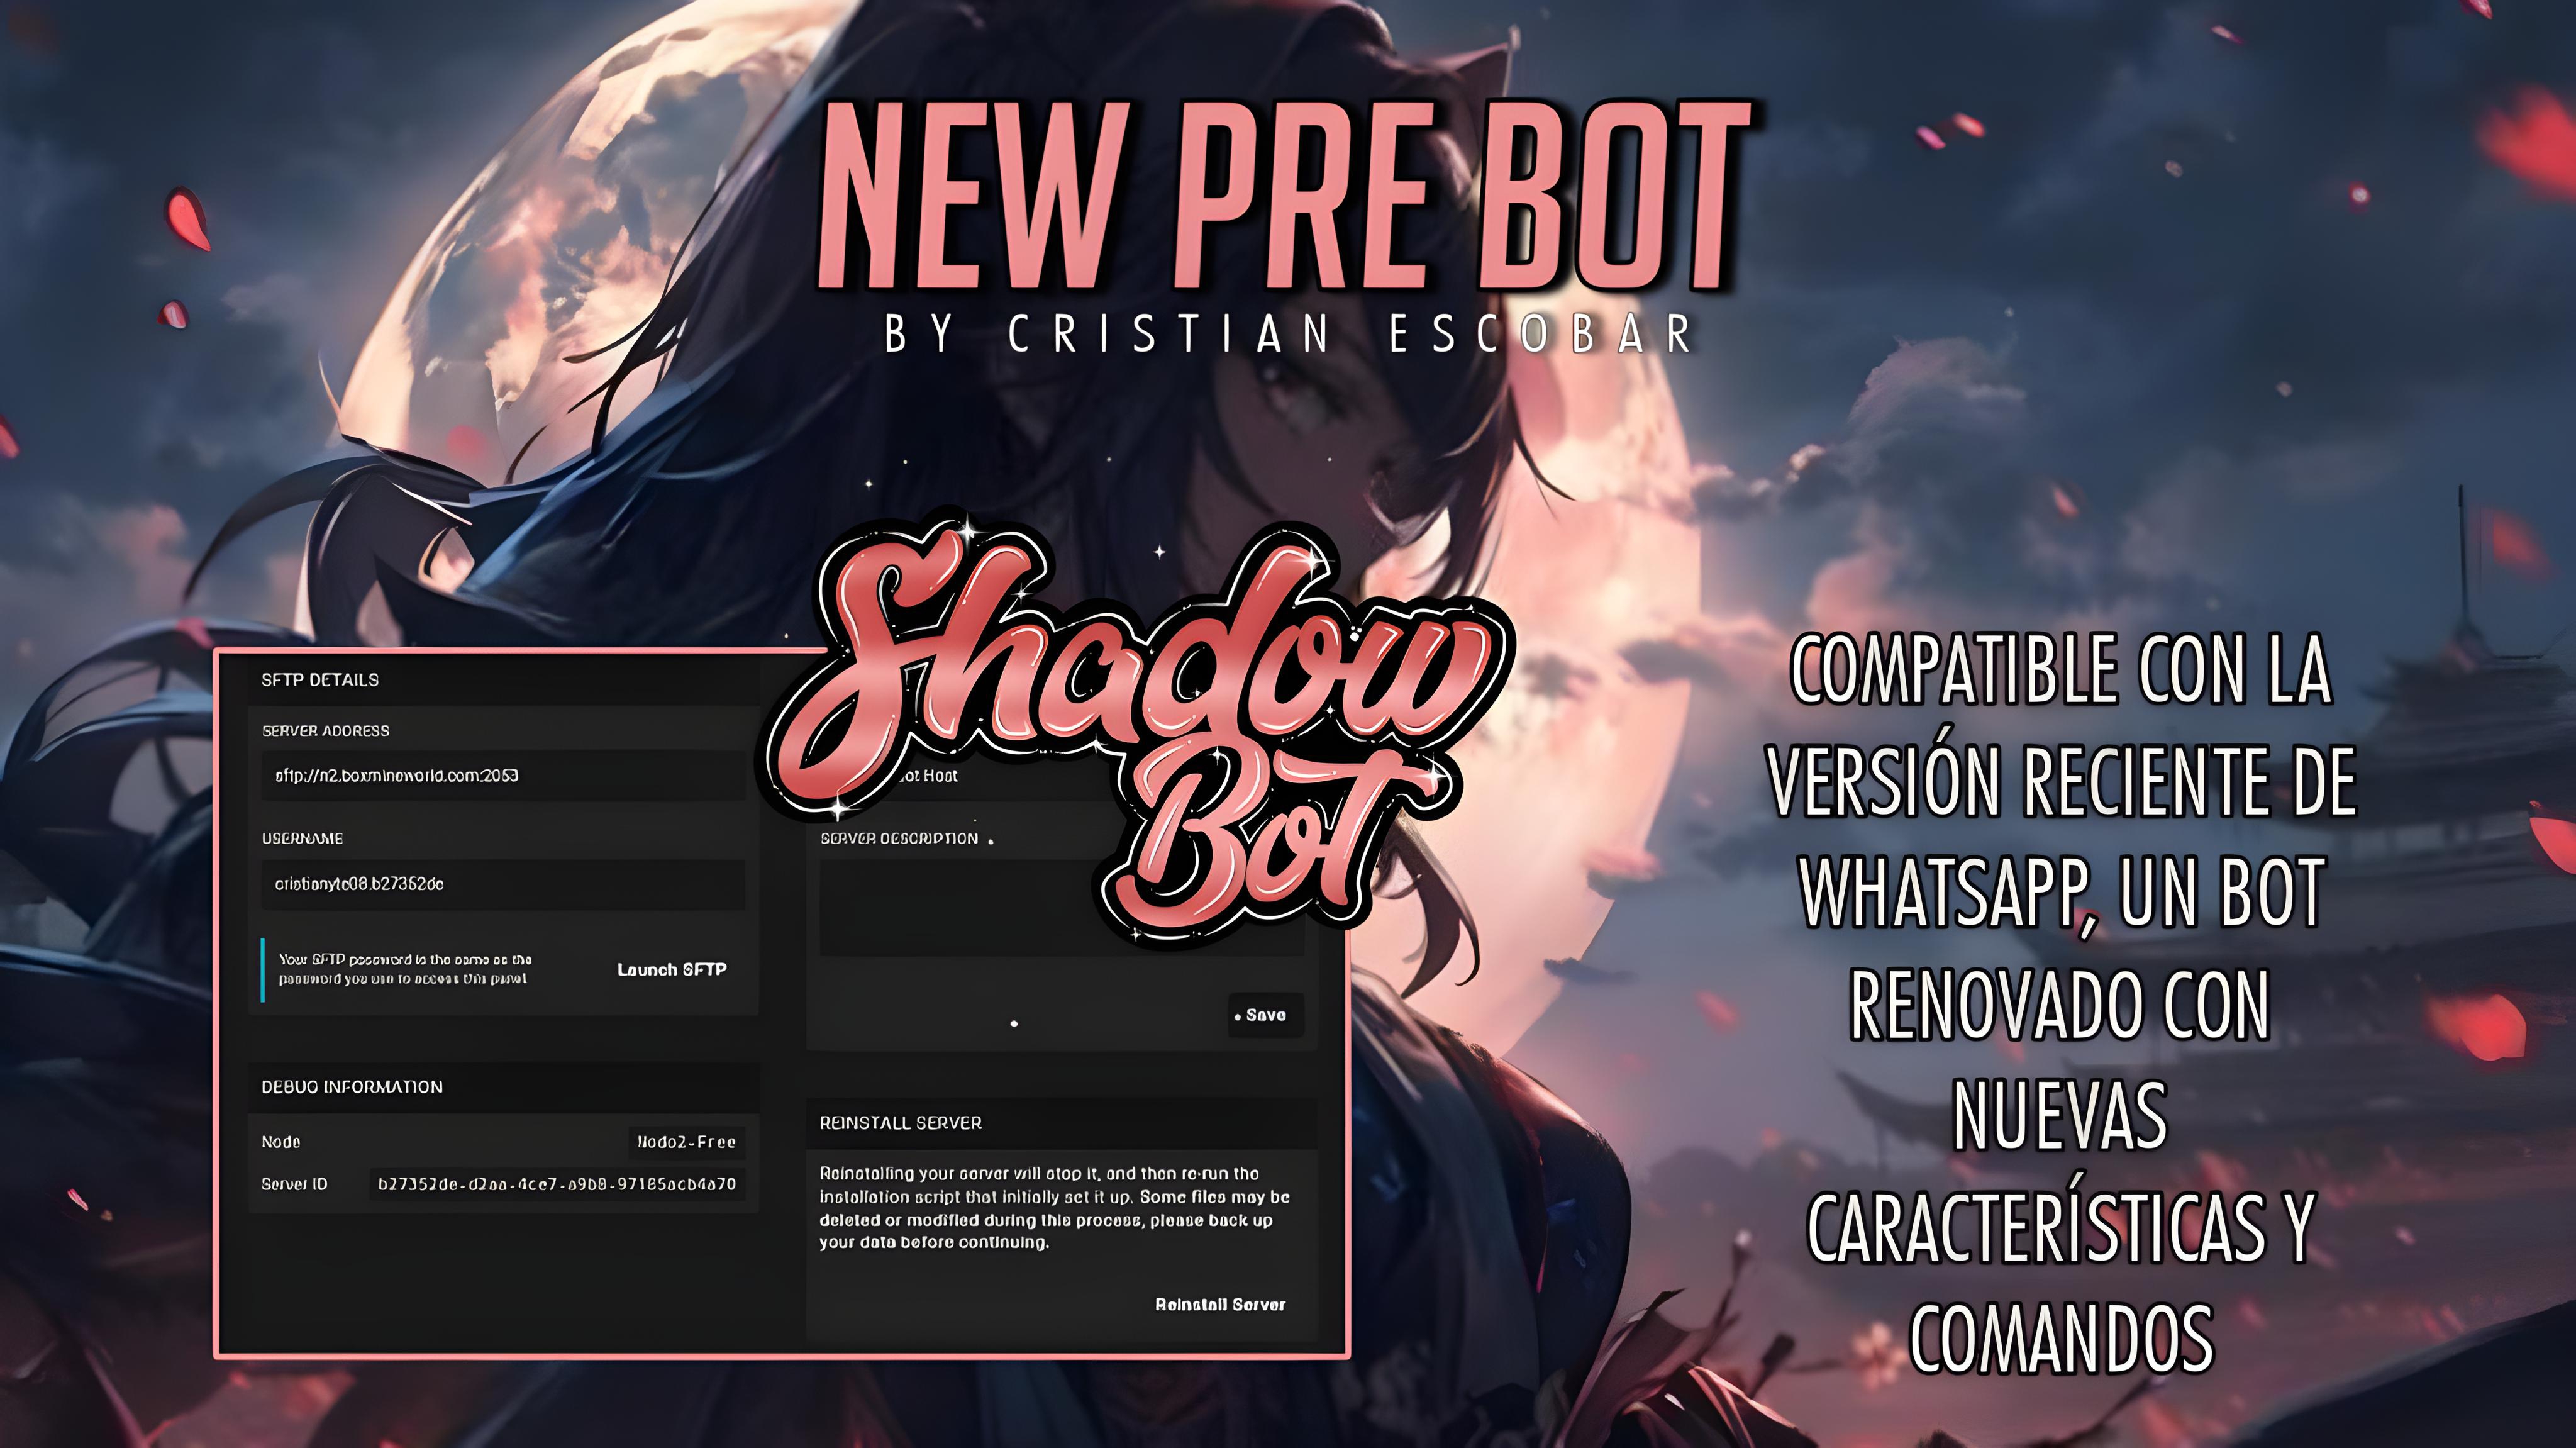 NEW PRE BOT
BY CRISTIAN ESCOBAR
Shadow
Bot
SFTP DETAILS
SERVER ADDRESS
sftp://n2.boxmineworld.com:2053
USERNAME
cristianytc08.b27352de
Your SFTP password is the same as the
password you use to access this panel
Launch SFTP
DEBUG INFORMATION
Node
Nodo2-Free
Server ID
b27352de-d2aa-4ce7-a9b8-97185acb4a70
Host
SERVER DESCRIPTION
Save
REINSTALL SERVER
Reinstalling your server will stop it, and then re-run the
installation script that initially set it up. Some files may be
deleted or modified during this process, please back up
your data before continuing.
Reinstall Server
COMPATIBLE CON LA
VERSIÓN RECIENTE DE
WHATSAPP, UN BOT
RENOVADO CON
NUEVAS
CARACTERÍSTICAS Y
COMANDOS